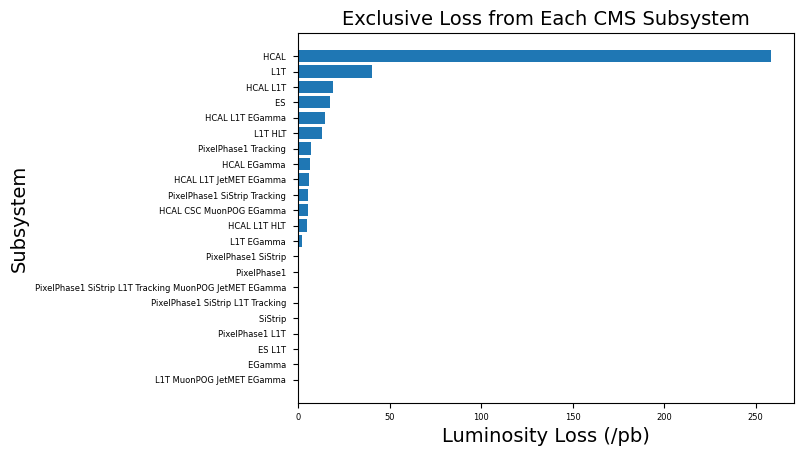 Exclusive Loss from Each CMS Subsystem
HCAL
L1T
HCAL L1T
ES
HCAL L1T EGamma
L1T HLT
PixelPhase1 Tracking
HCAL EGamma
HCAL L1T JetMET EGamma
PixelPhase1 SiStrip Tracking
HCAL CSC MuonPOG EGamma
HCAL L1T HLT
L1T EGamma
PixelPhase1 SiStrip
PixelPhase1
PixelPhase1 SiStrip L1T Tracking MuonPOG JetMET EGamma
PixelPhase1 SiStrip L1T Tracking
SiStrip
PixelPhase1 L1T
ES L1T
EGamma
L1T MuonPOG JetMET EGamma
Subsystem
0 50 100 150 200 250
Luminosity Loss (/pb)